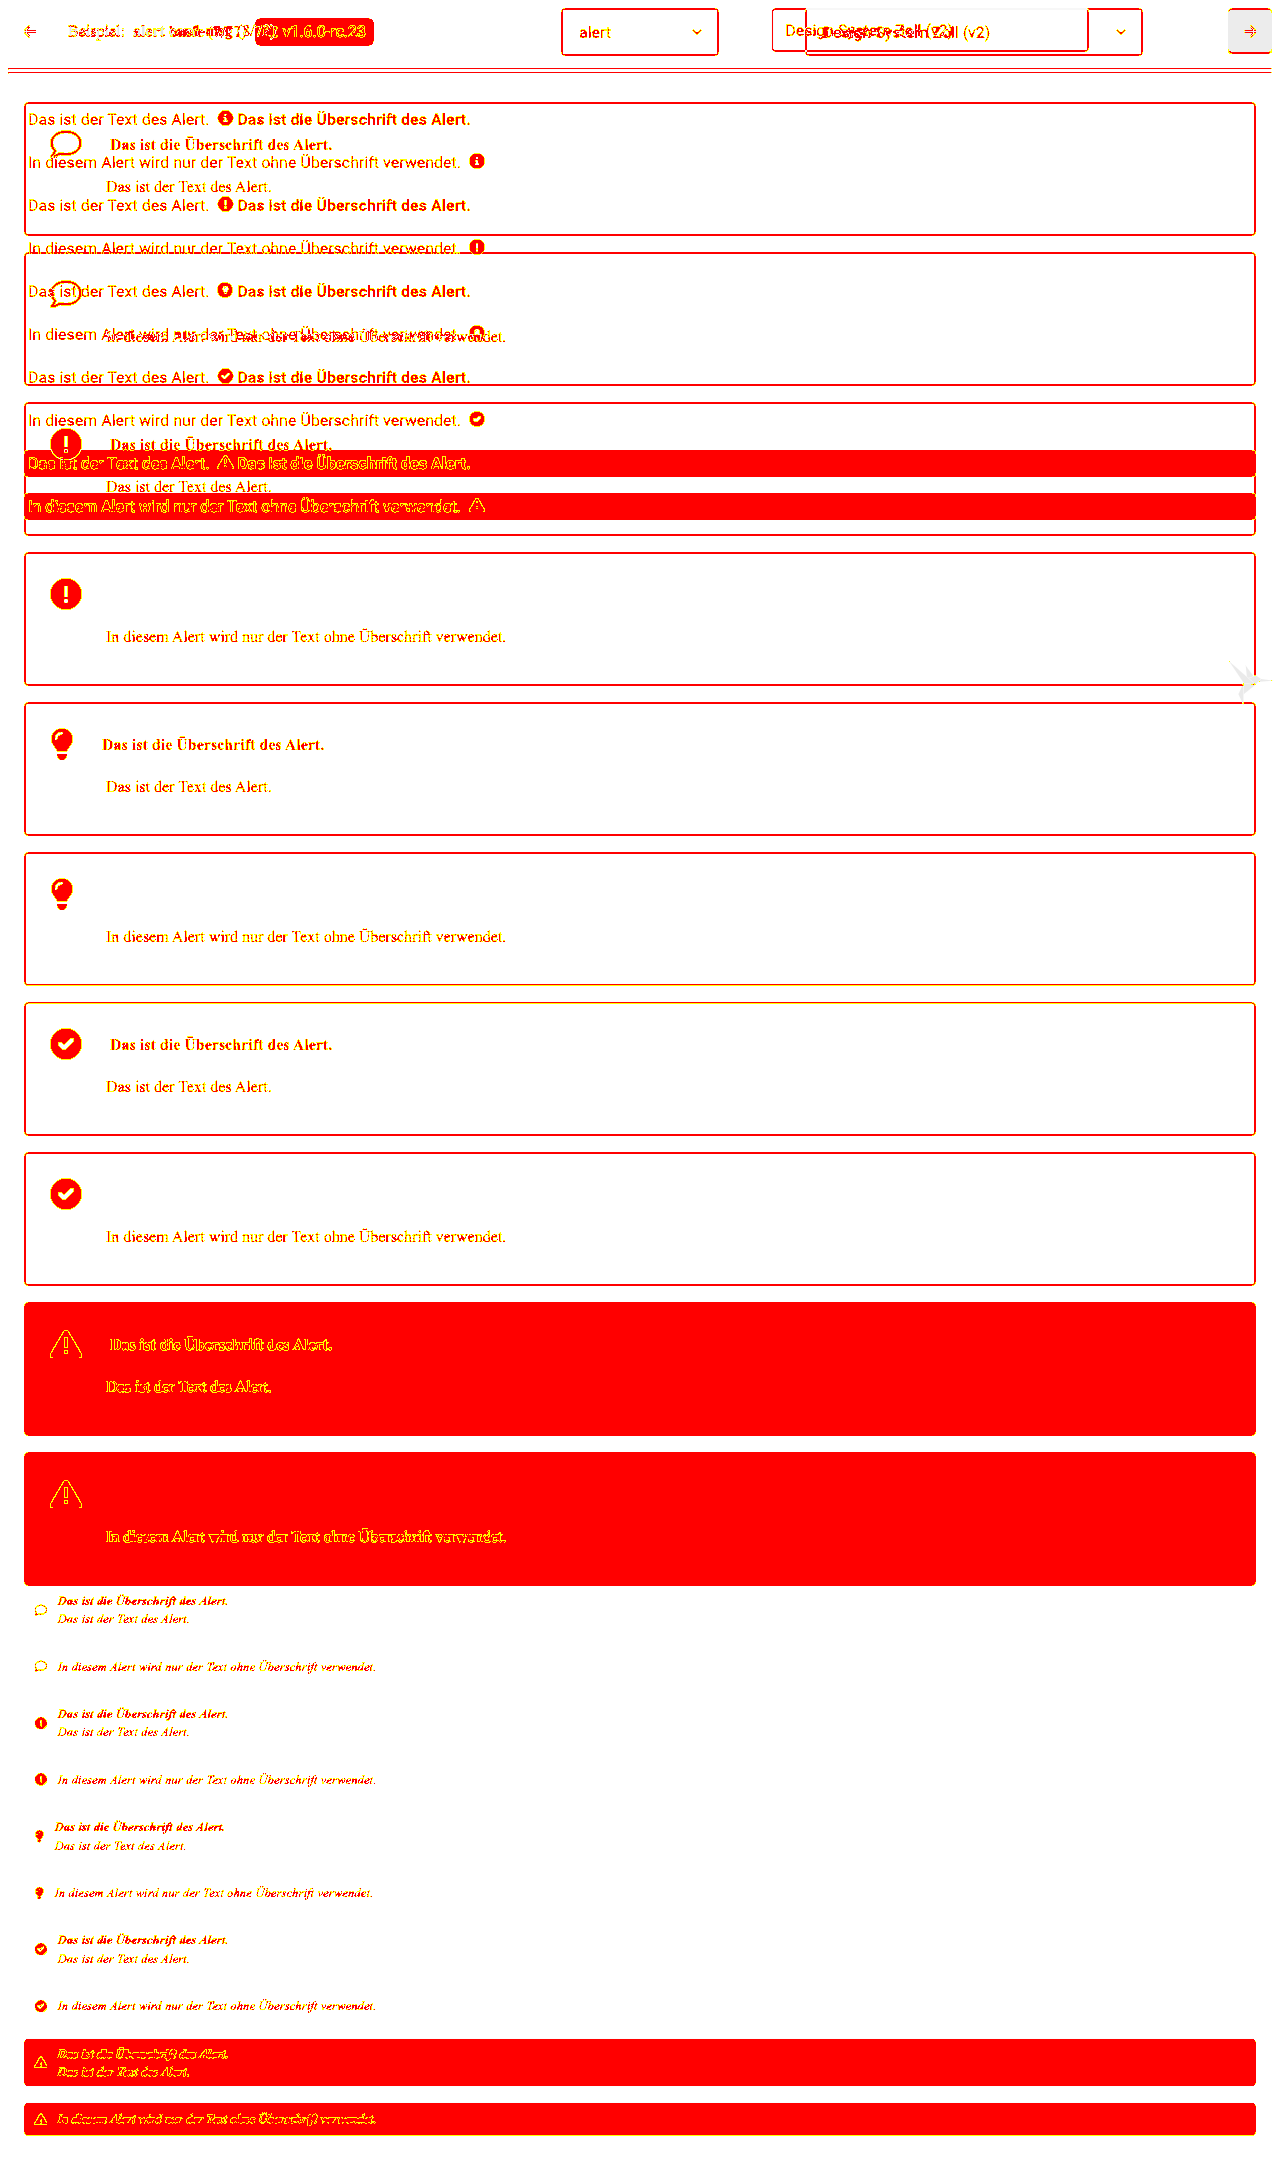 alert
Das ist der Text des Alert. Das ist die Überschrift des Alert.
Das ist die Überschrift des Alert.
In diesem Alert wird nur der Text ohne Überschrift verwendet.
Das ist der Text des Alert.
Das ist der Text des Alert. Das ist die Überschrift des Alert.
In diesem Alert wird nur der Text ohne Überschrift verwendet.
Das ist der Text des Alert. Das ist die Überschrift des Alert.
In diesem Alert wird nur der Text ohne Überschrift verwendet.
In diesem Alert wird nur der Text ohne Überschrift verwendet.
Das ist der Text des Alert. Das ist die Überschrift des Alert.
In diesem Alert wird nur der Text ohne Überschrift verwendet.
Das ist die Überschrift des Alert.
Das ist der Text des Alert. Das ist die Überschrift des Alert.
Das ist der Text des Alert.
In diesem Alert wird nur der Text ohne Überschrift verwendet.
In diesem Alert wird nur der Text ohne Überschrift verwendet.
Das ist die Überschrift des Alert.
Das ist der Text des Alert.
In diesem Alert wird nur der Text ohne Überschrift verwendet.
Das ist die Überschrift des Alert.
Das ist der Text des Alert.
In diesem Alert wird nur der Text ohne Überschrift verwendet.
Das ist die Überschrift des Alert.
Das ist der Text des Alert.
In diesem Alert wird nur der Text ohne Überschrift verwendet.
Das ist die Überschrift des Alert.
Das ist der Text des Alert.
In diesem Alert wird nur der Text ohne Überschrift verwendet.
Das ist die Überschrift des Alert.
Das ist der Text des Alert.
In diesem Alert wird nur der Text ohne Überschrift verwendet.
Das ist die Überschrift des Alert.
Das ist der Text des Alert.
In diesem Alert wird nur der Text ohne Überschrift verwendet.
Das ist die Überschrift des Alert.
Das ist der Text des Alert.
In diesem Alert wird nur der Text ohne Überschrift verwendet.
Das ist die Überschrift des Alert.
Das ist der Text des Alert.
In diesem Alert wird nur der Text ohne Überschrift verwendet.